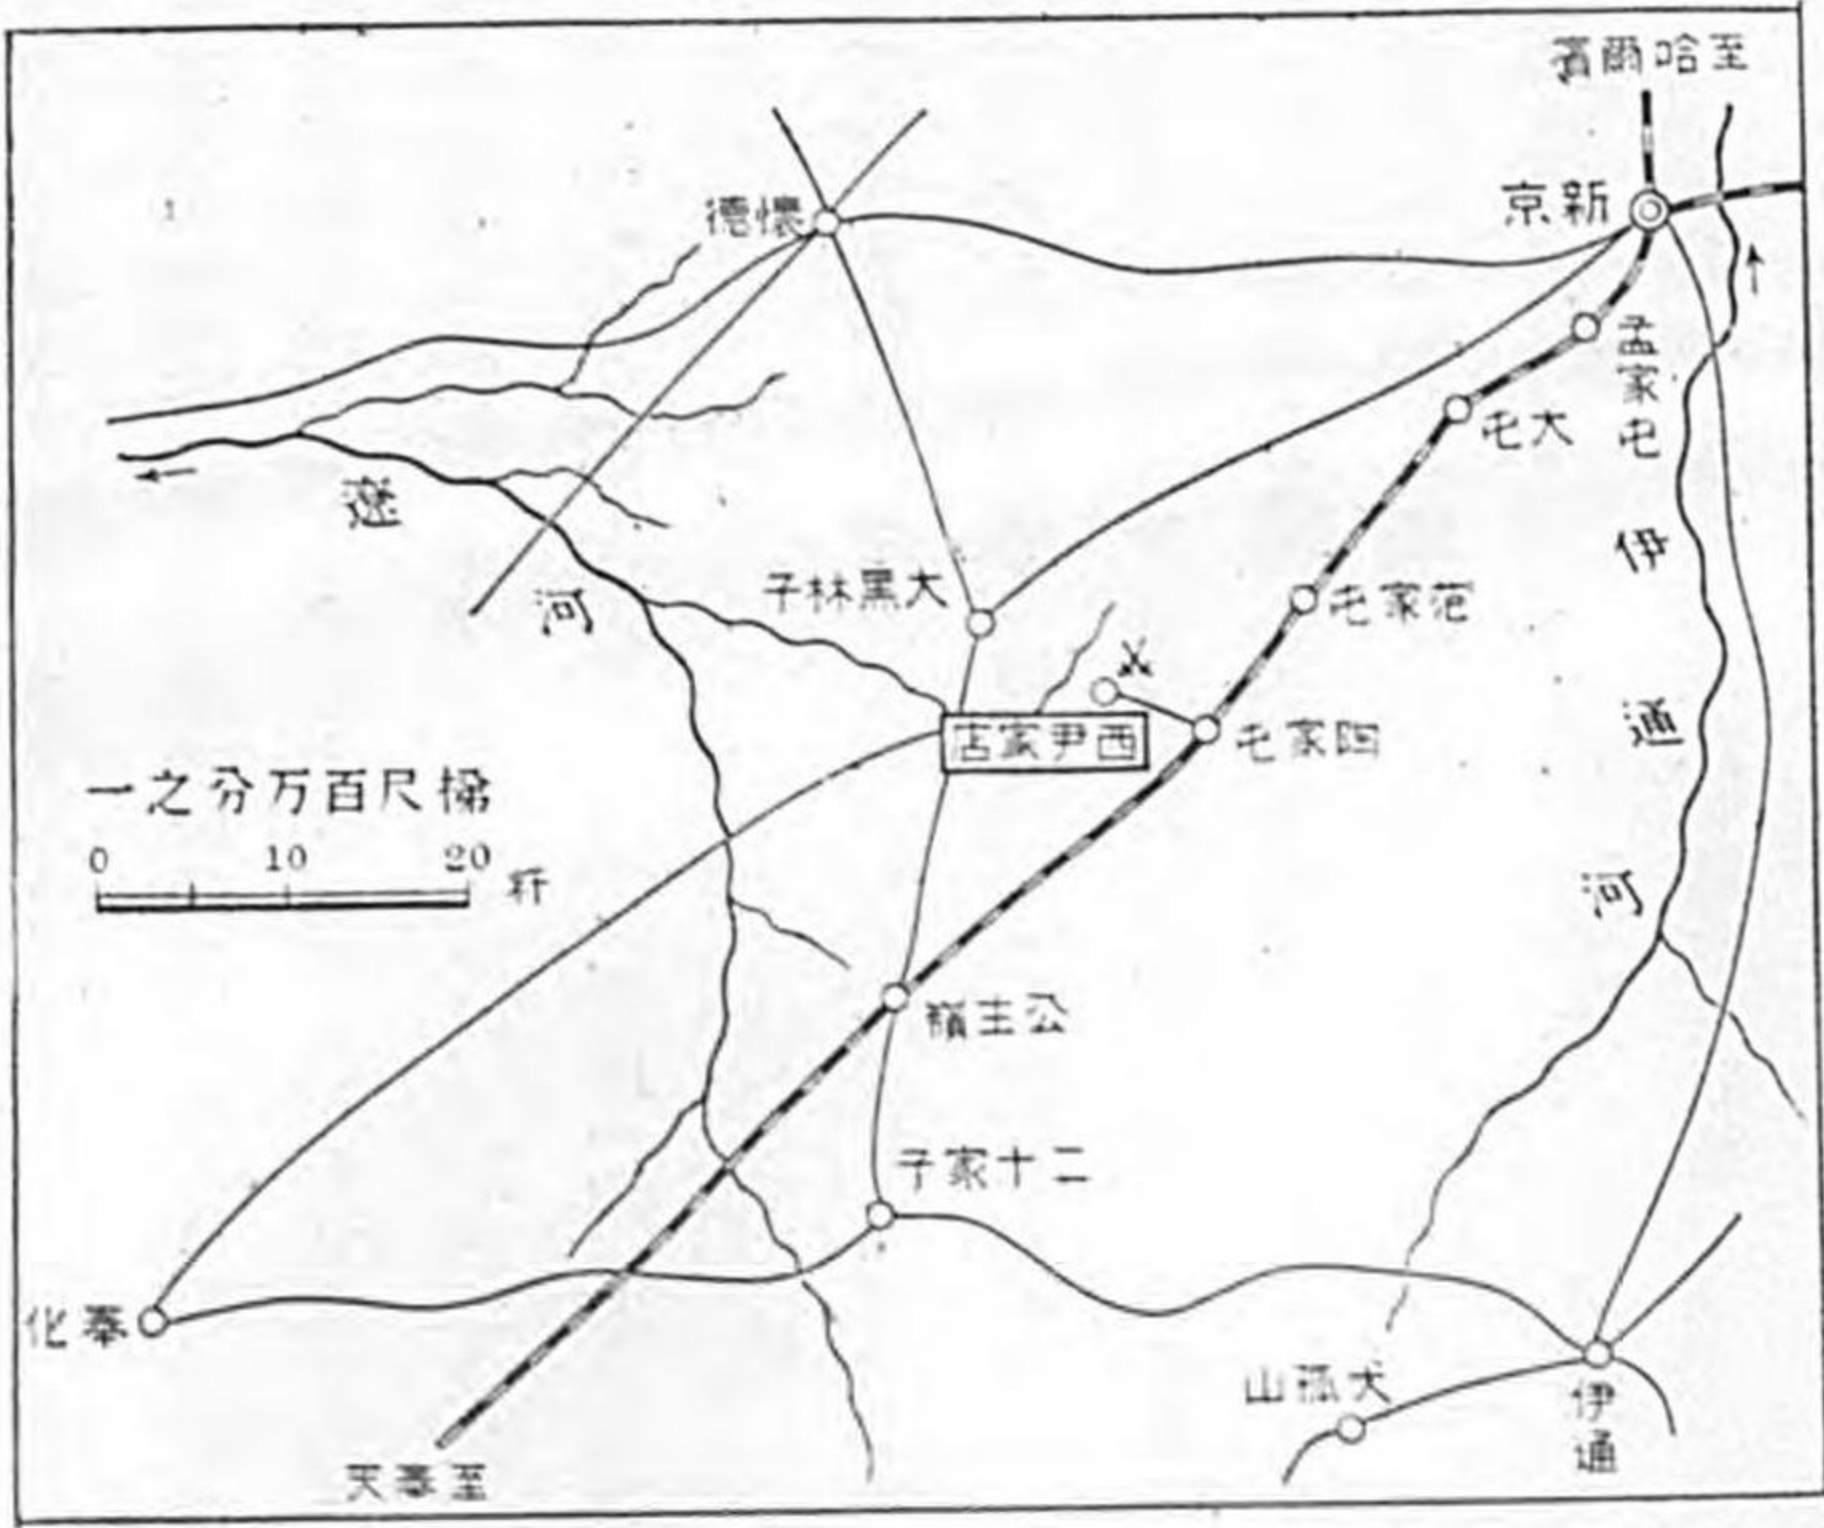 至哈爾賓
新京
懷德
孟家屯
大屯
遼河
伊通河
大黑林子
范家屯
陶家屯
西尹家店
梯尺百万分之一
0 10 20 粁
公主嶺
二十家子
奉化
大孤山
伊通
至奉天